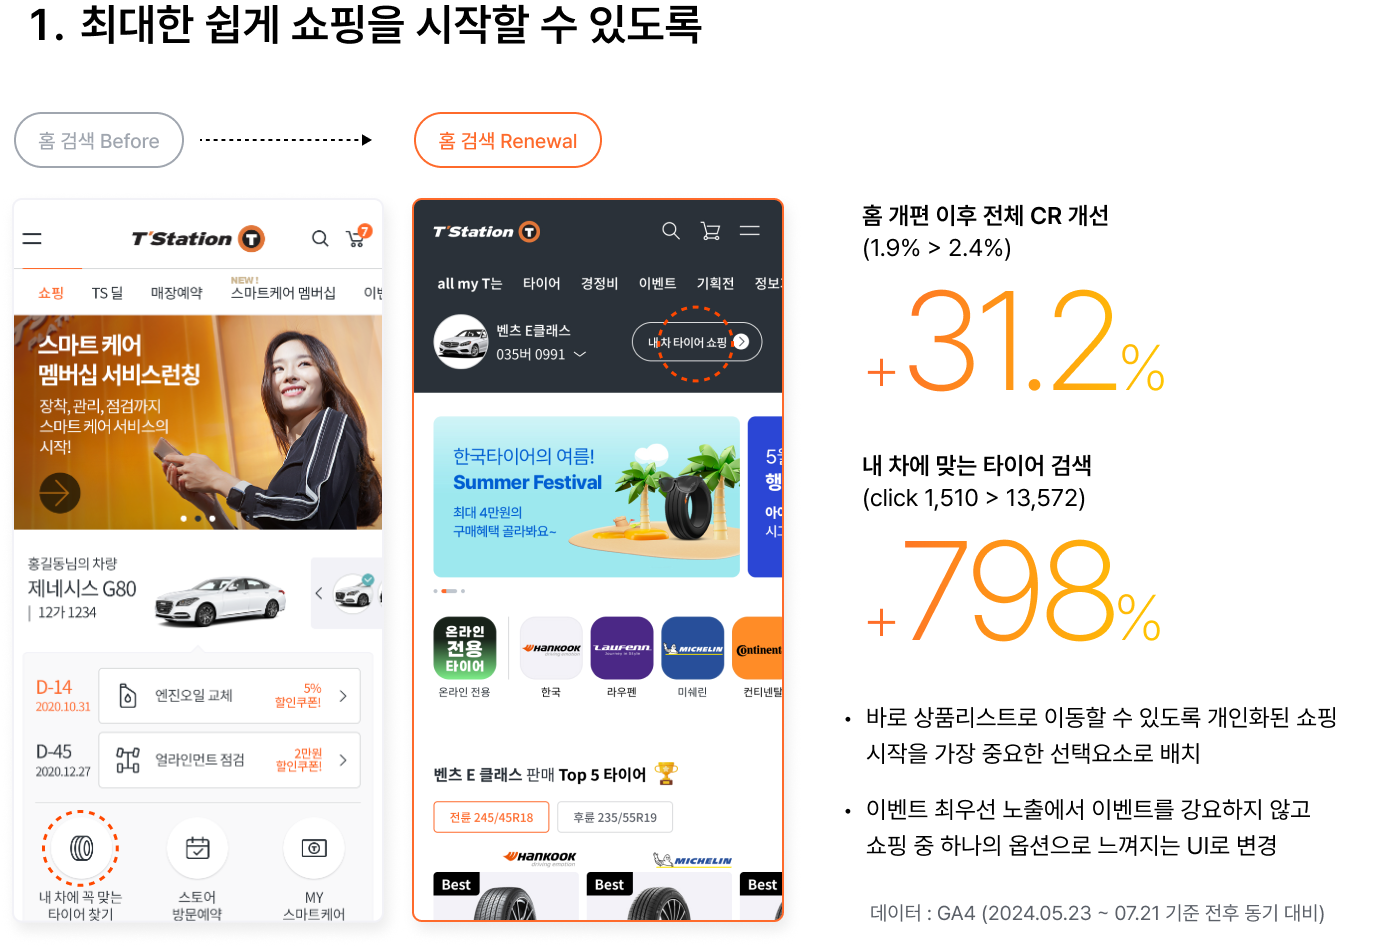 1. 최대한 쉽게 쇼핑을 시작할 수 있도록
홈 검색 Before
홈 검색 Renewal
T'Station T
7
쇼핑
TS 딜
매장예약
NEW!
스마트케어 멤버십
이벤
스마트 케어
멤버십 서비스런칭
장착, 관리, 점검까지
스마트 케어 서비스의
시작!
홍길동님의 차량
제네시스 G80
| 12가 1234
D-14
2020.10.31
엔진오일 교체
5%
할인쿠폰!
D-45
2020.12.27
얼라인먼트 점검
2만원
할인쿠폰!
내 차에 꼭 맞는
타이어 찾기
스토어
방문예약
MY
스마트케어
T'Station T
all my T는
타이어
경정비
이벤트
기획전
정보
벤츠 E클래스
035버 0991
내 차 타이어 쇼핑
한국타이어의 여름!
Summer Festival
최대 4만원의
구매혜택 골라봐요~
5월
행
아이
시그
온라인
전용
타이어
HANKOOK
driving emotion
LAUFENN
Journey in Style
MICHELIN
Continent
온라인 전용
한국
라우펜
미쉐린
컨티넨탈
벤츠 E 클래스 판매 Top 5 타이어
전륜 245/45R18
후륜 235/55R19
HANKOOK
driving emotion
MICHELIN
Best
Best
Best
홈 개편 이후 전체 CR 개선
(1.9% > 2.4%)
+31.2%
내 차에 맞는 타이어 검색
(click 1,510 > 13,572)
+798%
• 바로 상품리스트로 이동할 수 있도록 개인화된 쇼핑
시작을 가장 중요한 선택요소로 배치
• 이벤트 최우선 노출에서 이벤트를 강요하지 않고
쇼핑 중 하나의 옵션으로 느껴지는 UI로 변경
데이터 : GA4 (2024.05.23 ~ 07.21 기준 전후 동기 대비)